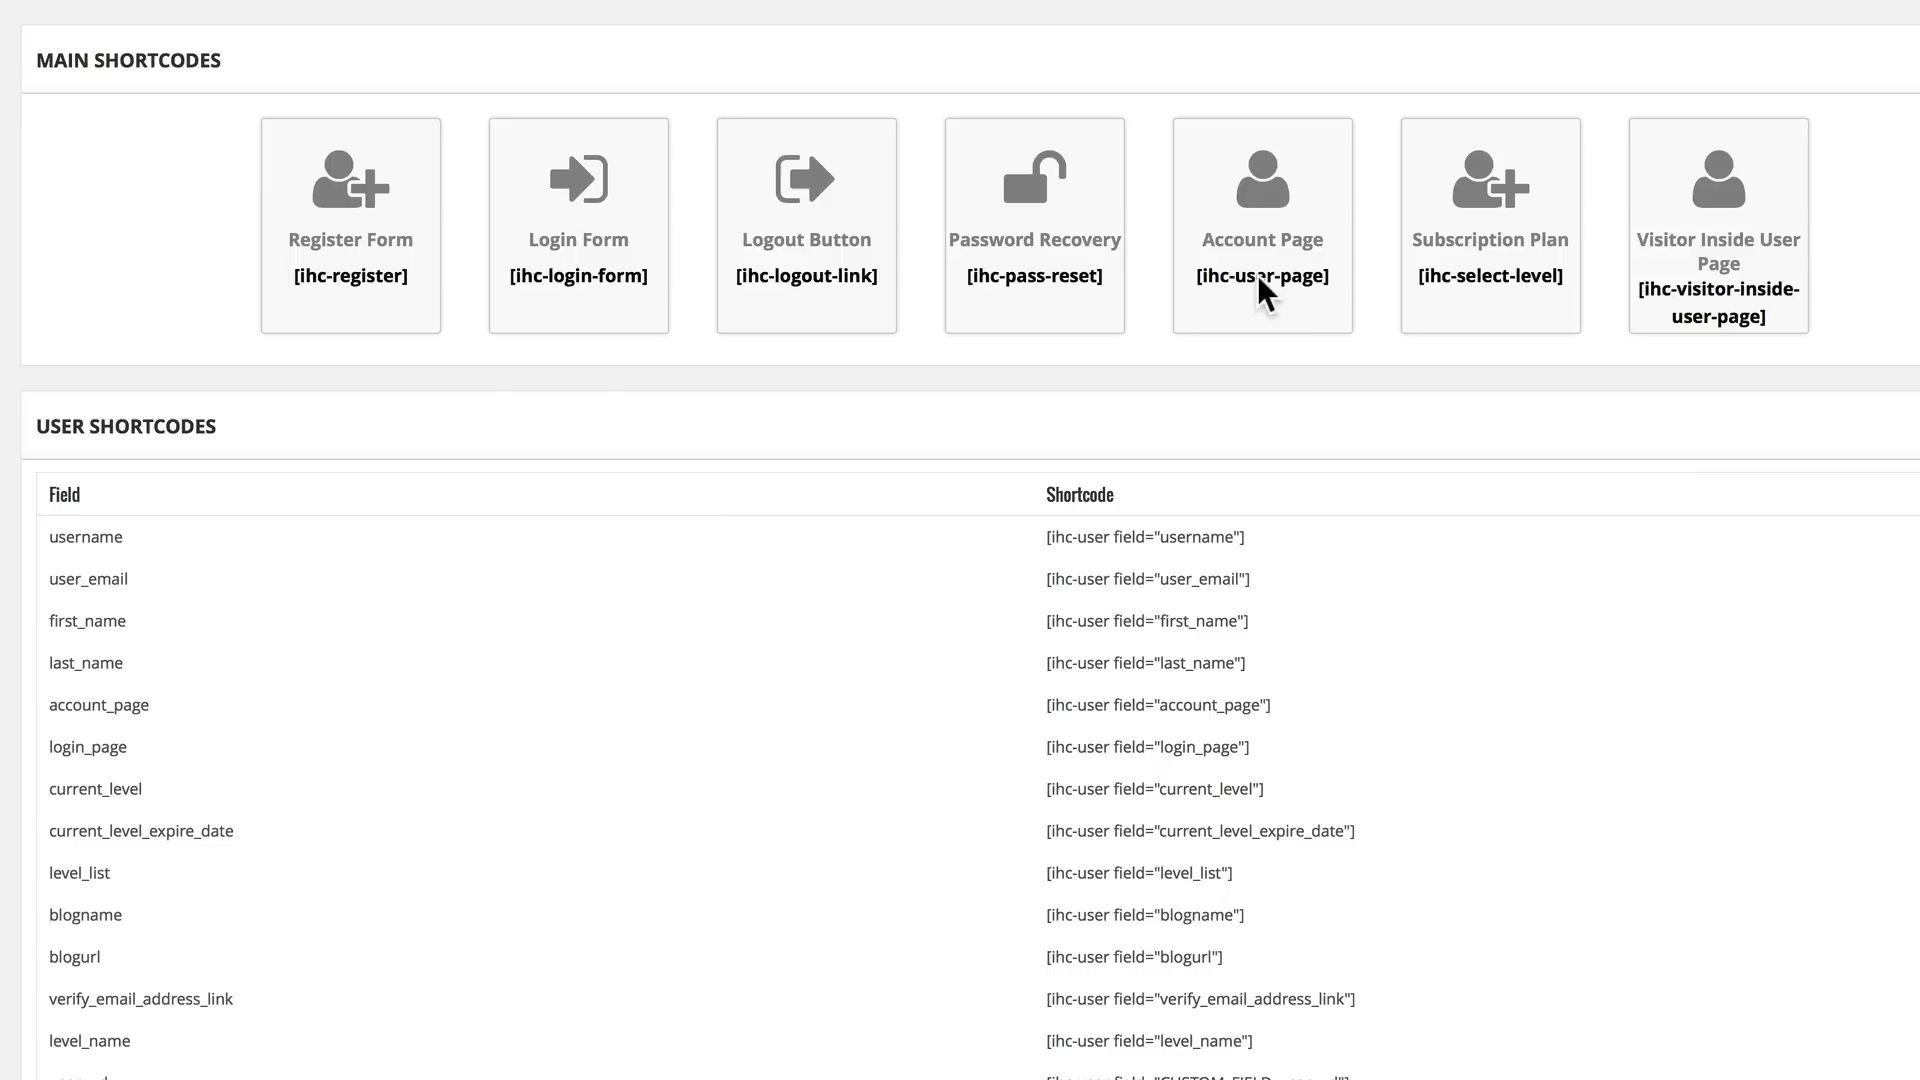 MAIN SHORTCODES
Register Form
[ihc-register]
Login Form
[ihc-login-form]
Logout Button
[ihc-logout-link]
Password Recovery
[ihc-pass-reset]
Account Page
[ihc-user-page]
Subscription Plan
[ihc-select-level]
Visitor Inside User
Page
[ihc-visitor-inside-
user-page]
USER SHORTCODES
Field Shortcode
username [ihc-user field="username"]
user_email [ihc-user field="user_email"]
first_name [ihc-user field="first_name"]
last_name [ihc-user field="last_name"]
account_page [ihc-user field="account_page"]
login_page [ihc-user field="login_page"]
current_level [ihc-user field="current_level"]
current_level_expire_date [ihc-user field="current_level_expire_date"]
level_list [ihc-user field="level_list"]
blogname [ihc-user field="blogname"]
blogurl [ihc-user field="blogurl"]
verify_email_address_link [ihc-user field="verify_email_address_link"]
level_name [ihc-user field="level_name"]